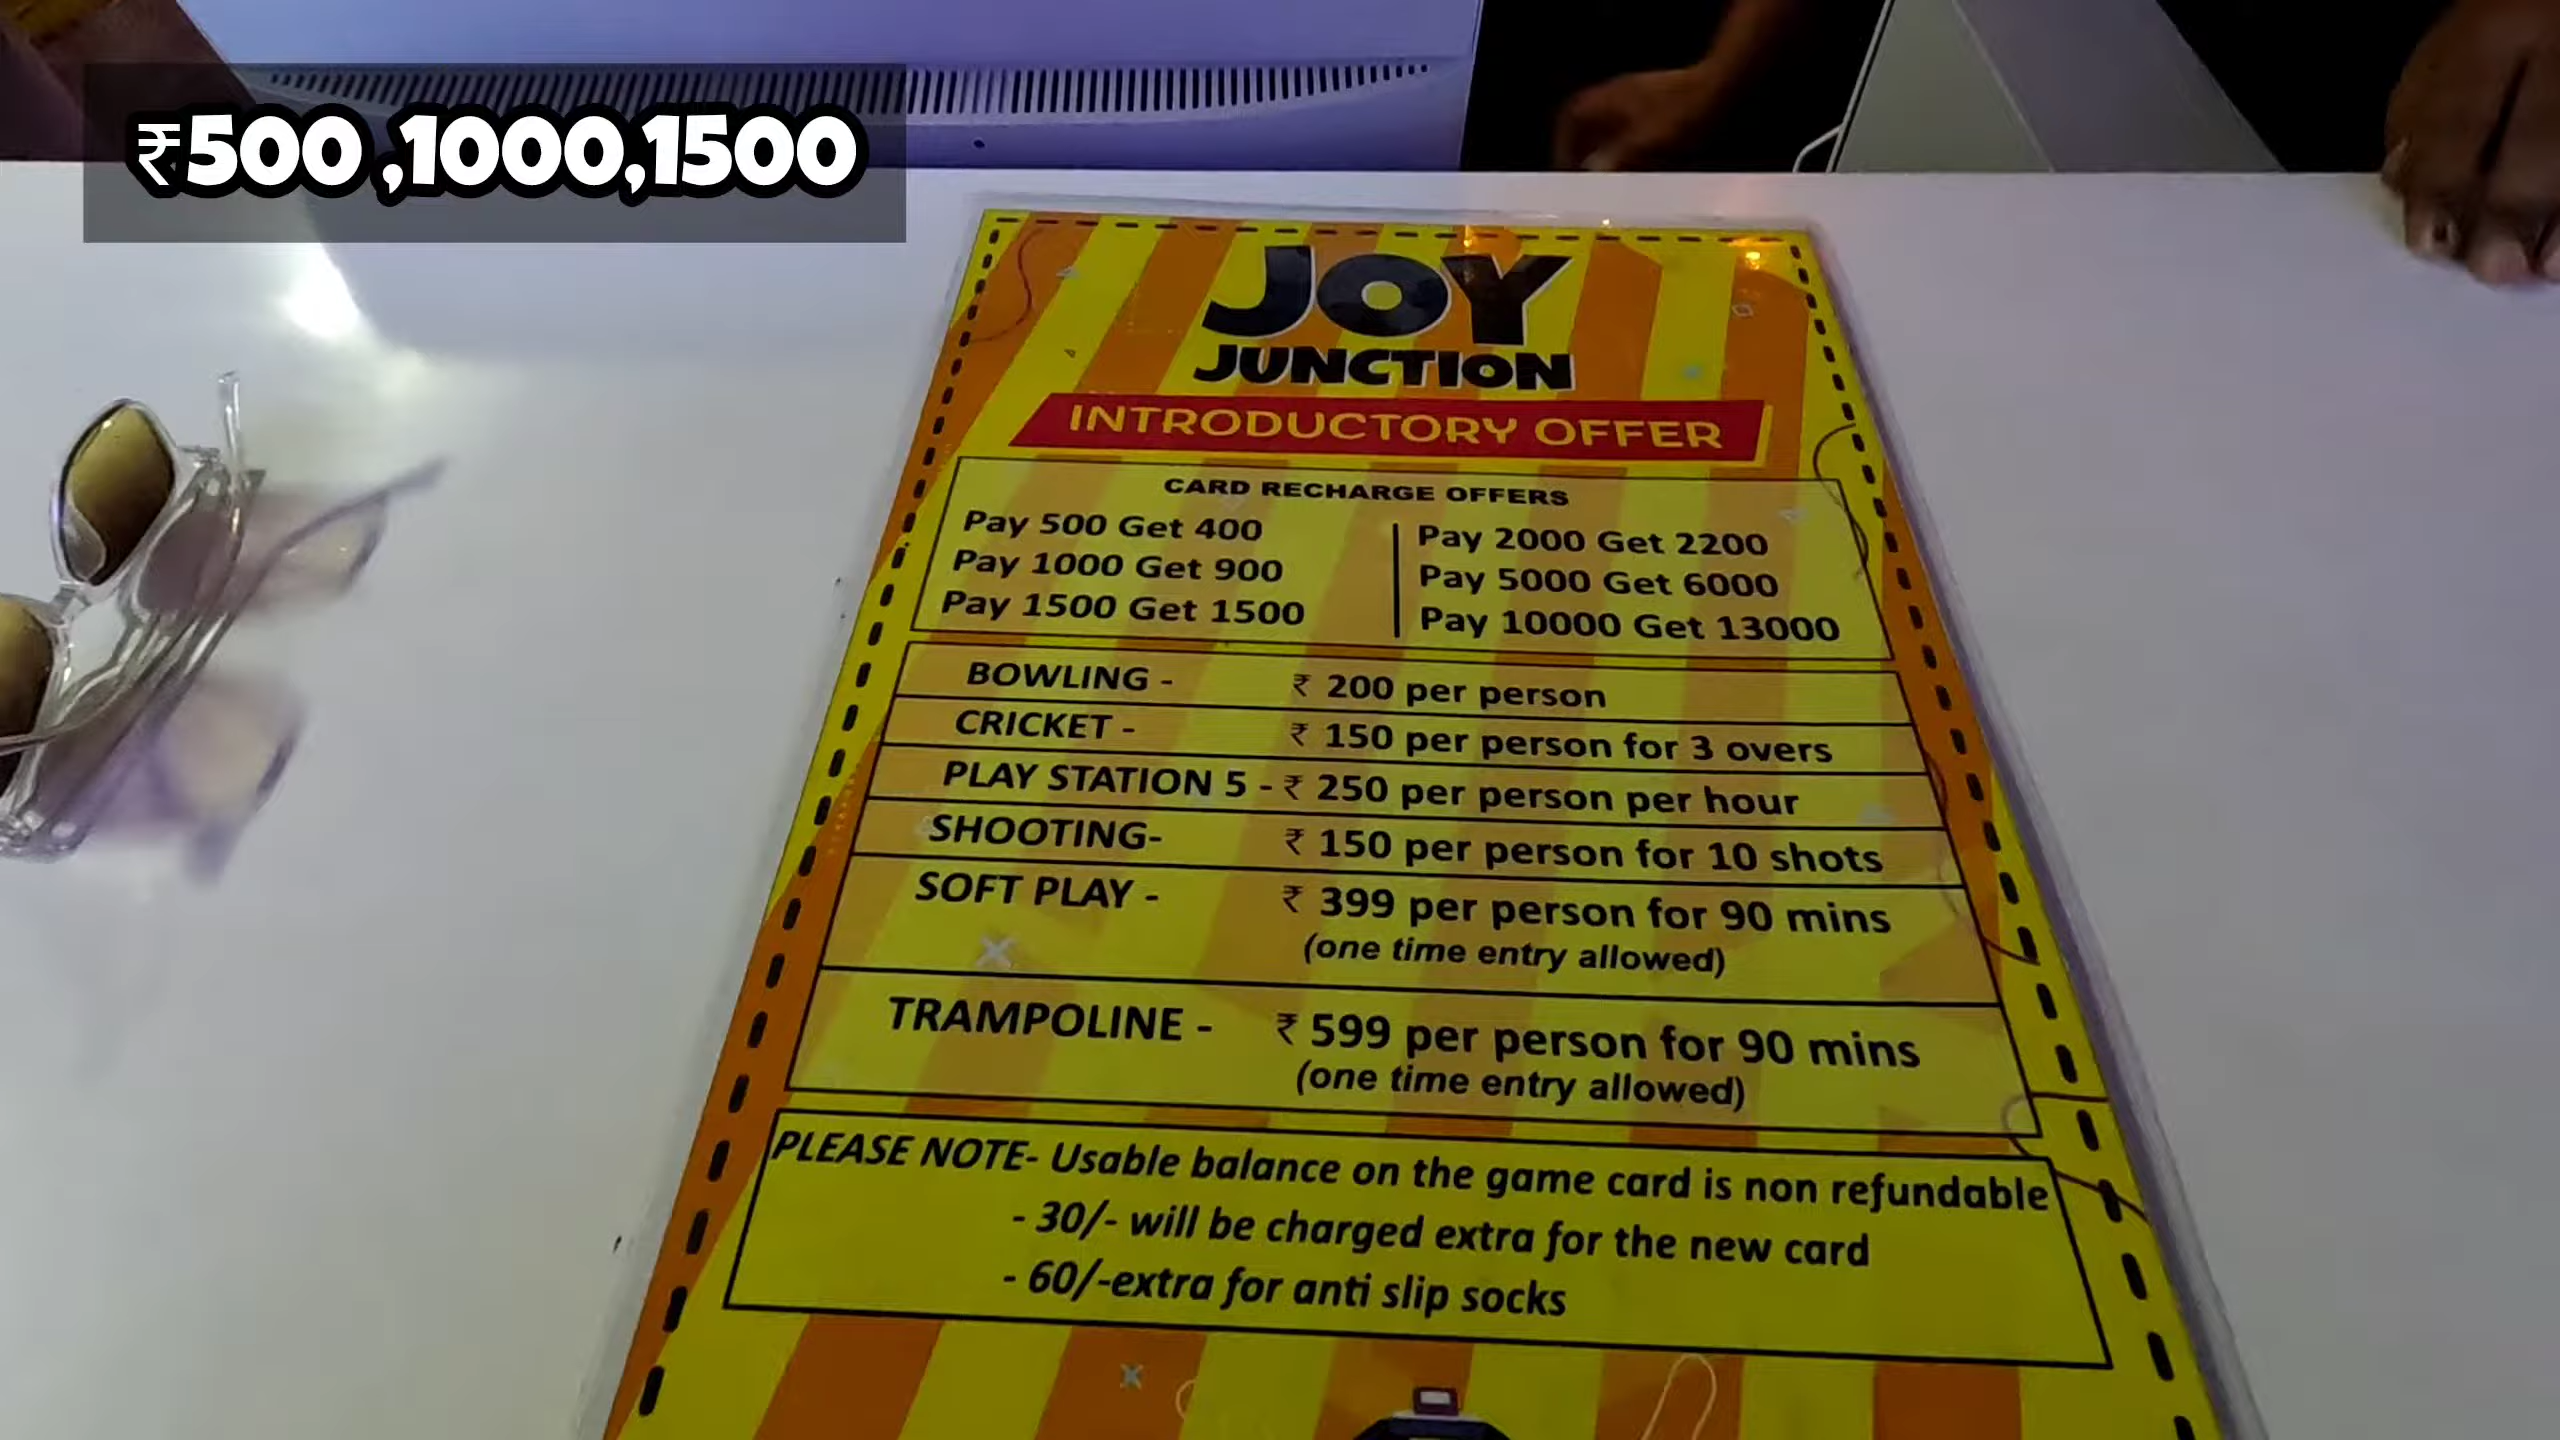 ₹500 ,1000,1500
JOY
JUNCTION
INTRODUCTORY OFFER
CARD RECHARGE OFFERS
Pay 500 Get 400
Pay 1000 Get 900
Pay 1500 Get 1500
Pay 2000 Get 2200
Pay 5000 Get 6000
Pay 10000 Get 13000
BOWLING - ₹ 200 per person
CRICKET - ₹ 150 per person for 3 overs
PLAY STATION 5 - ₹ 250 per person per hour
SHOOTING- ₹ 150 per person for 10 shots
SOFT PLAY - ₹ 399 per person for 90 mins
(one time entry allowed)
TRAMPOLINE - ₹ 599 per person for 90 mins
(one time entry allowed)
PLEASE NOTE- Usable balance on the game card is non refundable
- 30/- will be charged extra for the new card
- 60/-extra for anti slip socks